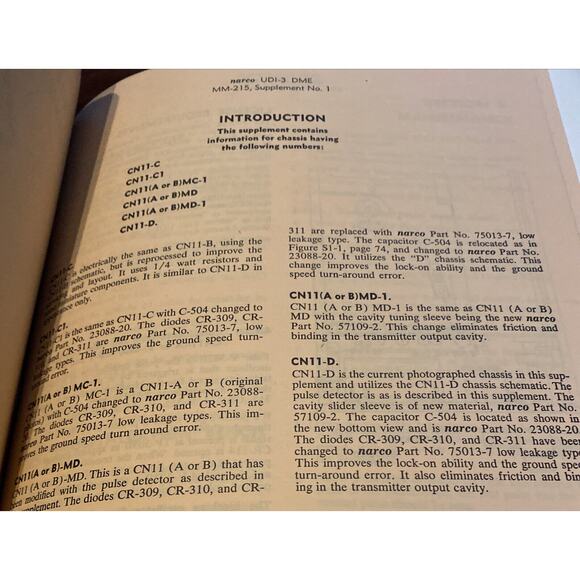 narco UDI-3 DME
MM-215, Supplement No. 1
INTRODUCTION
This supplement contains
information for chassis having
the following numbers:
CN11-C
CN11-C1
CN11(A or B)MC-1
CN11(A or B)MD
CN11(A or B)MD-1
CN11-D.
is electrically the same as CN11-B, using the
schematic, but is reprocessed to improve the
and layout. It uses 1/4 watt resistors and
components. It is similar to CN11-D in
only.
C1.
is the same as CN11-C with C-504 changed to
Part No. 23088-20. The diodes CR-309, CR-
and CR-311 are narco Part No. 75013-7, low
leakage types. This improves the ground speed turn-
around error.
CN11(A or B) MC-1.
(A or B) MC-1 is a CN11-A or B (original
with C-504 changed to narco Part No. 23088-
The diodes CR-309, CR-310, and CR-311 are
narco Part No. 75013-7 low leakage types. This im-
proves the ground speed turn around error.
CN11(A or B)-MD.
CN11 (A or B)-MD. This is a CN11 (A or B) that has
been modified with the pulse detector as described in
supplement. The diodes CR-309, CR-310, and CR-
311 are replaced with narco Part No. 75013-7, low
leakage type. The capacitor C-504 is relocated as in
Figure S1-1, page 74, and changed to narco Part No.
23088-20. It utilizes the "D" chassis schematic. This
change improves the lock-on ability and the ground
speed turn-around error.
CN11(A or B)MD-1.
CN11 (A or B) MD-1 is the same as CN11 (A or B)
MD with the cavity tuning sleeve being the new narco
Part No. 57109-2. This change eliminates friction and
binding in the transmitter output cavity.
CN11-D.
CN11-D is the current photographed chassis in this sup-
plement and utilizes the CN11-D chassis schematic. The
pulse detector is as described in this supplement. The
cavity slider sleeve is of new material, narco Part No.
57109-2. The capacitor C-504 is located as shown in
the new bottom view and is narco Part No. 23088-20.
The diodes CR-309, CR-310, and CR-311 have been
changed to narco Part No. 75013-7 low leakage type
This improves the lock-on ability and the ground speed
turn-around error. It also eliminates friction and bind
ing in the transmitter output cavity.